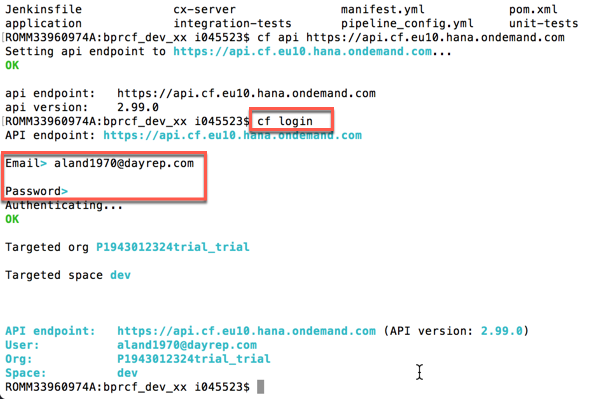 Jenkinsfile cx-server manifest.yml pom.xml
application integration-tests pipeline_config.yml unit-tests
[ROMM33960974A:bprcf_dev_xx i045523$ cf api https://api.cf.eu10.hana.ondemand.com
Setting api endpoint to https://api.cf.eu10.hana.ondemand.com...
OK
api endpoint: https://api.cf.eu10.hana.ondemand.com
api version: 2.99.0
[ROMM33960974A:bprcf_dev_xx i045523$ cf login
API endpoint: https://api.cf.eu10.hana.ondemand.com
Email> aland1970@dayrep.com
Password>
Authenticating...
OK
Targeted org P1943012324trial_trial
Targeted space dev
API endpoint: https://api.cf.eu10.hana.ondemand.com (API version: 2.99.0)
User: aland1970@dayrep.com
Org: P1943012324trial_trial
Space: dev
ROMM33960974A:bprcf_dev_xx i045523$